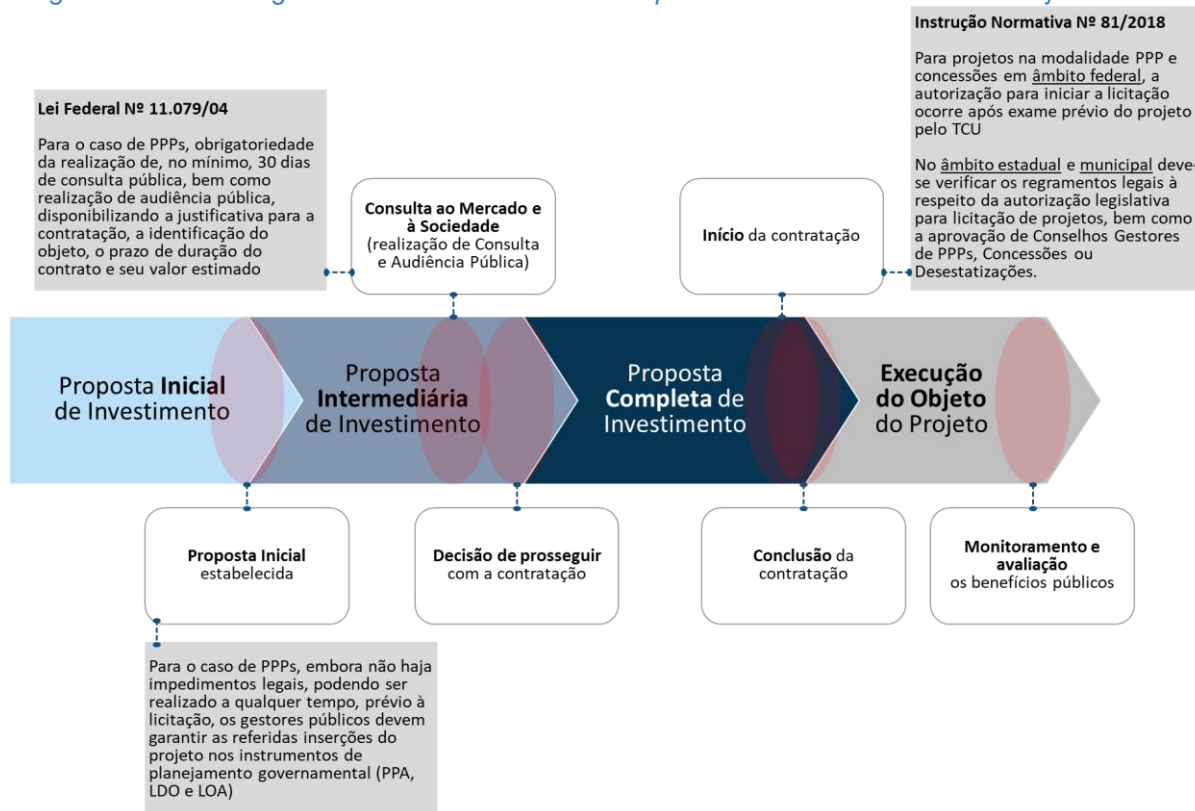 Instrução Normativa Nº 81/2018
Para projetos na modalidade PPP e
concessões em âmbito federal, a
autorização para iniciar a licitação
ocorre após exame prévio do projeto
pelo TCU
No âmbito estadual e municipal deve-
se verificar os regramentos legais à
respeito da autorização legislativa
para licitação de projetos, bem como
a aprovação de Conselhos Gestores
de PPPs, Concessões ou
Desestatizações.
Lei Federal Nº 11.079/04
Para o caso de PPPs, obrigatoriedade
da realização de, no mínimo, 30 dias
de consulta pública, bem como
realização de audiência pública,
disponibilizando a justificativa para a
contratação, a identificação do
objeto, o prazo de duração do
contrato e seu valor estimado
Consulta ao Mercado e
à Sociedade
(realização de Consulta
e Audiência Pública)
Início da contratação
Proposta Inicial
de Investimento
Proposta
Intermediária
de Investimento
Proposta
Completa de
Investimento
Execução
do Objeto
do Projeto
Proposta Inicial
estabelecida
Decisão de prosseguir
com a contratação
Conclusão da
contratação
Monitoramento e
avaliação
os benefícios públicos
Para o caso de PPPs, embora não haja
impedimentos legais, podendo ser
realizado a qualquer tempo, prévio à
licitação, os gestores públicos devem
garantir as referidas inserções do
projeto nos instrumentos de
planejamento governamental (PPA,
LDO e LOA)